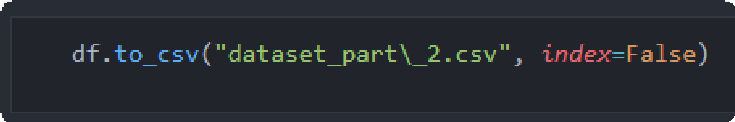 df.to_csv("dataset_part\_2.csv", index=False)